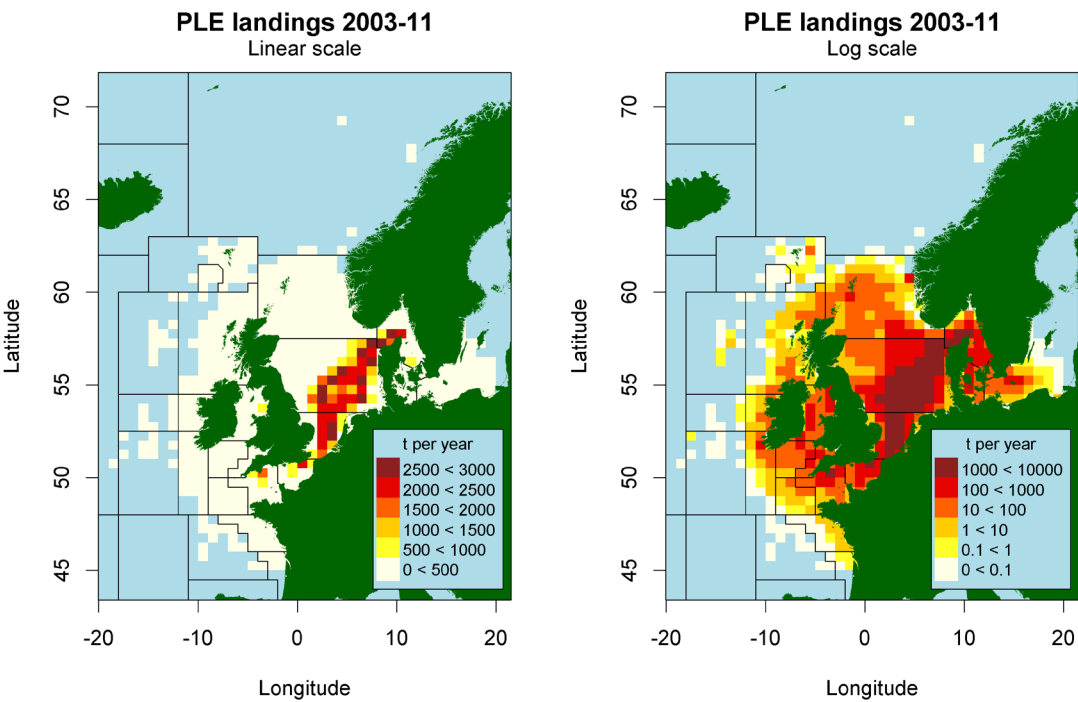 PLE landings 2003-11
Linear scale
70
65
60
55
50
45
Latitude
-20 -10 0 10 20
Longitude
t per year
2500 < 3000
2000 < 2500
1500 < 2000
1000 < 1500
500 < 1000
0 < 500
PLE landings 2003-11
Log scale
70
65
60
55
50
45
Latitude
-20 -10 0 10 20
Longitude
t per year
1000 < 10000
100 < 1000
10 < 100
1 < 10
0.1 < 1
0 < 0.1